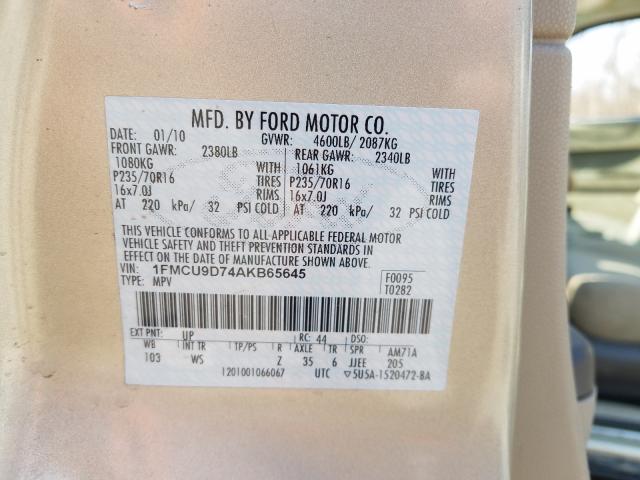 MFD. BY FORD MOTOR CO.
DATE: 01/10 GVWR: 4600LB/ 2087KG
FRONT GAWR: 2380LB REAR GAWR: 2340LB
1080KG WITH 1061KG WITH
P235/70R16 TIRES P235/70R16 TIRES
16x7.0J RIMS 16x7.0J RIMS
AT 220 kPa/ 32 PSI COLD AT 220 kPa/ 32 PSI COLD
THIS VEHICLE CONFORMS TO ALL APPLICABLE FEDERAL MOTOR
VEHICLE SAFETY AND THEFT PREVENTION STANDARDS IN
EFFECT ON THE DATE OF MANUFACTURE SHOWN ABOVE.
VIN: 1FMCU9D74AKB65645 F0095
TYPE: MPV T0282
EXT PNT: UP RC: 44 DSO:
WB INT TR TP/PS R AXLE TR SPR AM71A
103 WS Z 35 6 JJEE 205
1201001066067 UTC ▽5U5A-1520472-BA